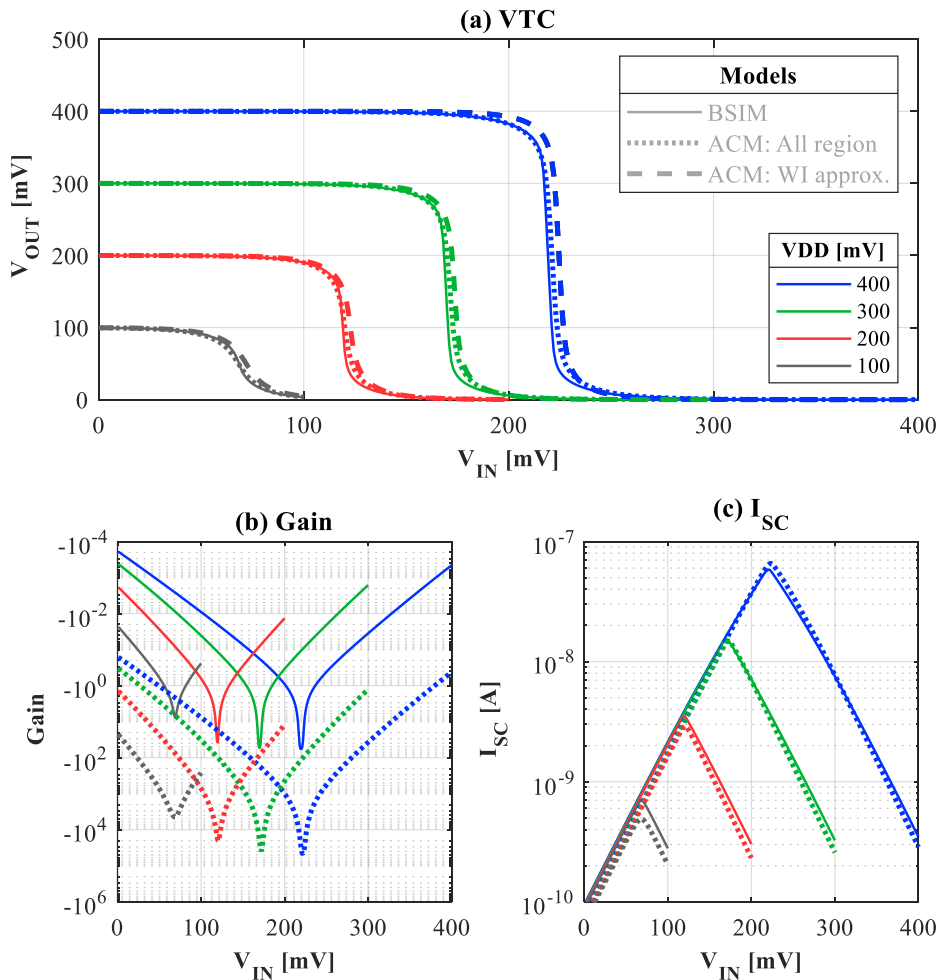 (a) VTC
500
400
300
200
100
0
V_OUT [mV]
0 100 200 300 400
V_IN [mV]
Models
BSIM
ACM: All region
ACM: WI approx.
VDD [mV]
400
300
200
100
(b) Gain
-10^-4
-10^-2
-10^0
-10^2
-10^4
-10^6
Gain
0 100 200 300 400
V_IN [mV]
(c) I_SC
10^-7
10^-8
10^-9
10^-10
I_SC [A]
0 100 200 300 400
V_IN [mV]